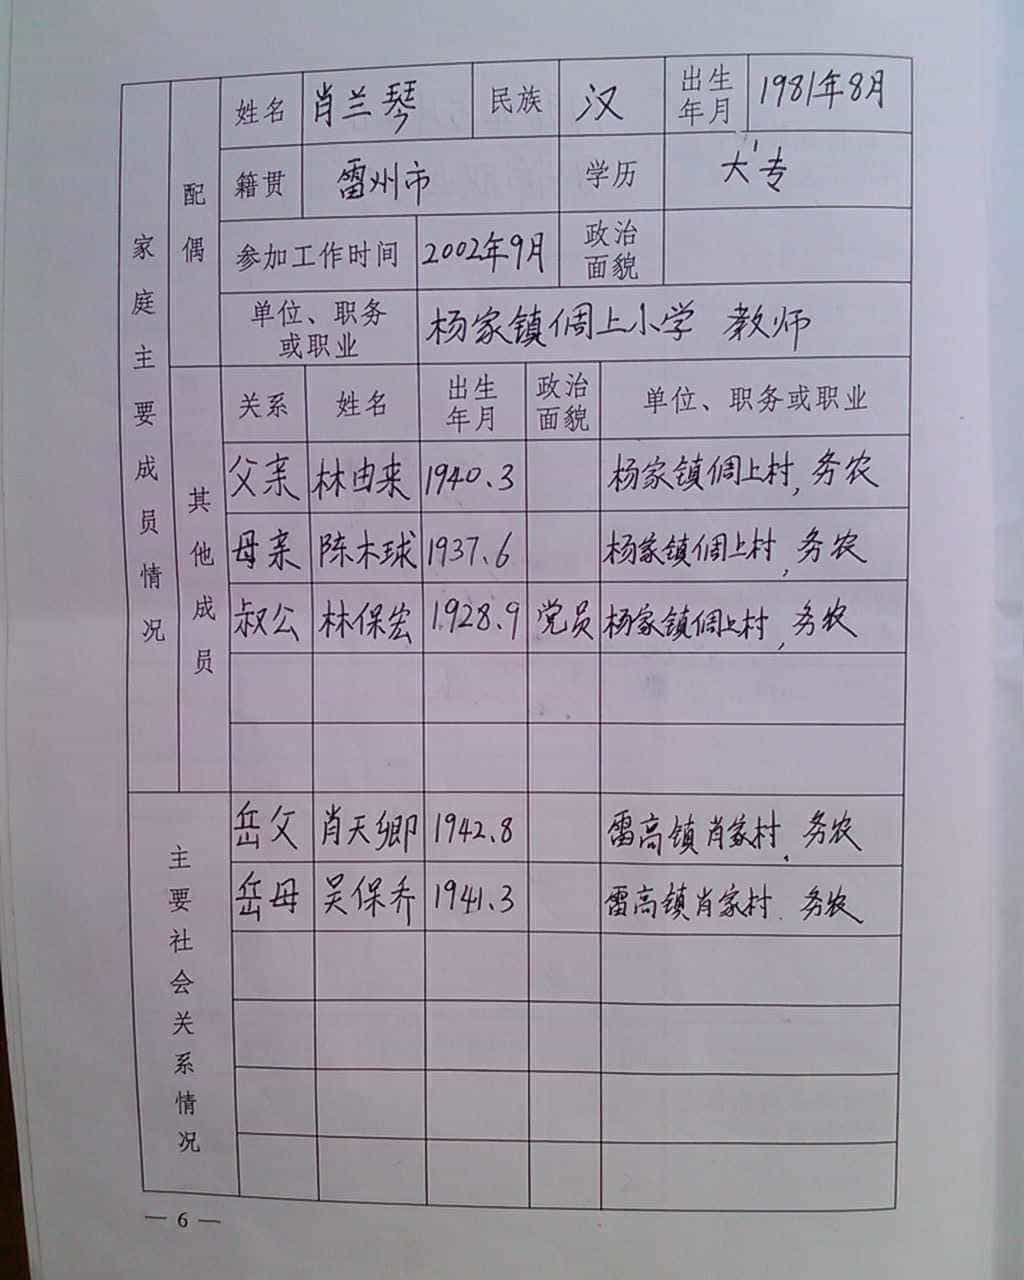 家庭主要成员情况
配偶
姓名 肖兰琴 民族 汉 出生年月 1981年8月
籍贯 雷州市 学历 大专
参加工作时间 2002年9月 政治面貌
单位、职务或职业 杨家镇倜上小学 教师
其他成员
关系 姓名 出生年月 政治面貌 单位、职务或职业
父亲 林由来 1940.3 杨家镇倜上村,务农
母亲 陈木球 1937.6 杨家镇倜上村,务农
叔公 林保宏 1928.9 党员 杨家镇倜上村,务农
主要社会关系情况
岳父 肖天卿 1942.8 雷高镇肖家村.务农
岳母 吴保乔 1941.3 雷高镇肖家村.务农
— 6 —